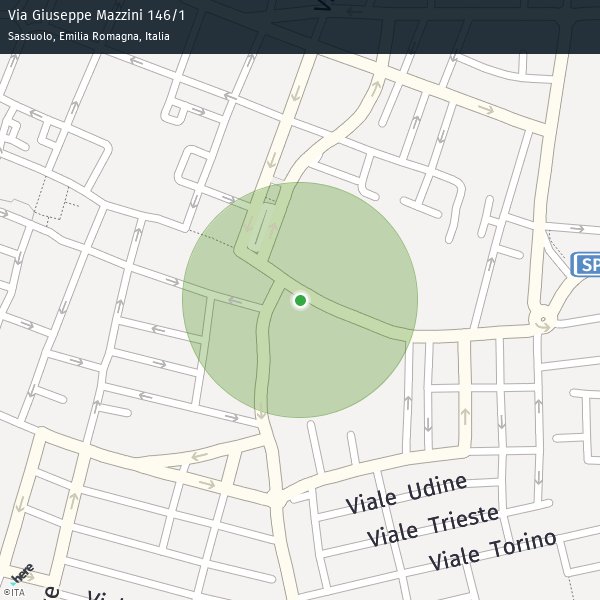 Via Giuseppe Mazzini 146/1
Sassuolo, Emilia Romagna, Italia
SP
Viale Udine
Viale Trieste
Viale Torino
here
©ITA